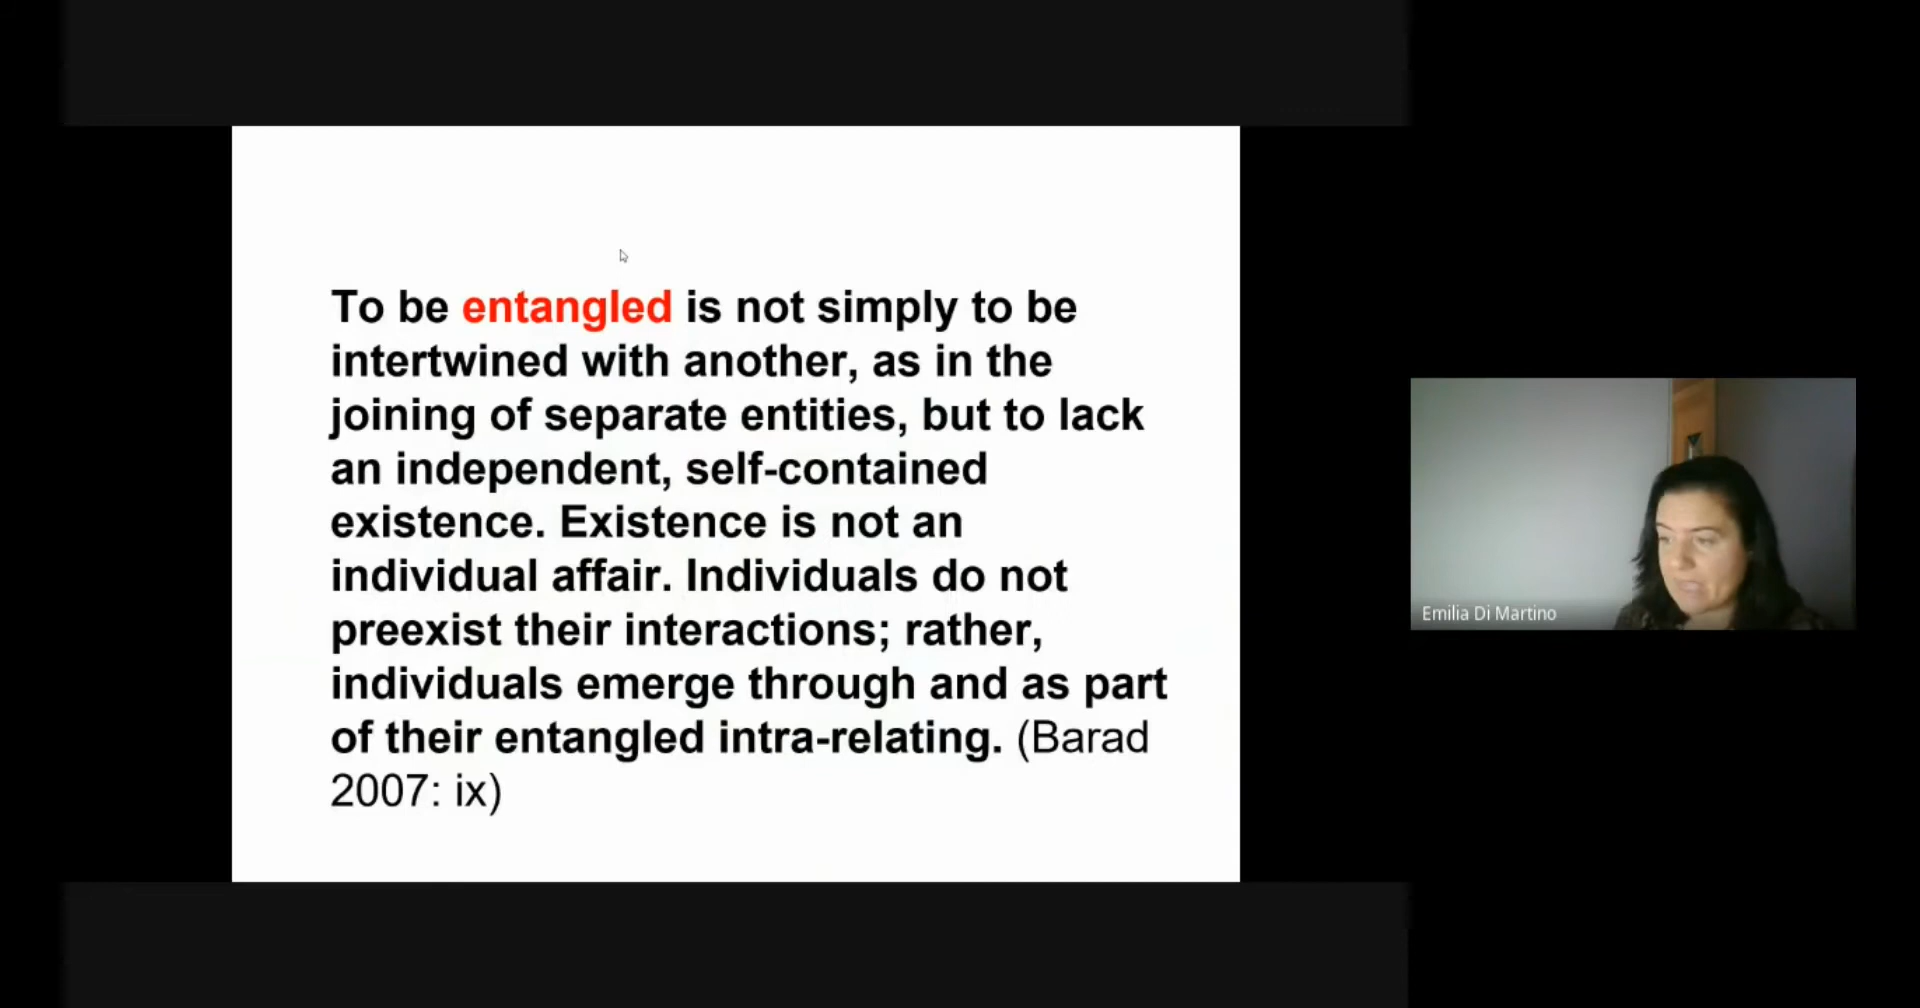 To be entangled is not simply to be
intertwined with another, as in the
joining of separate entities, but to lack
an independent, self-contained
existence. Existence is not an
individual affair. Individuals do not
preexist their interactions; rather,
individuals emerge through and as part
of their entangled intra-relating. (Barad
2007: ix)
Emilia Di Martino